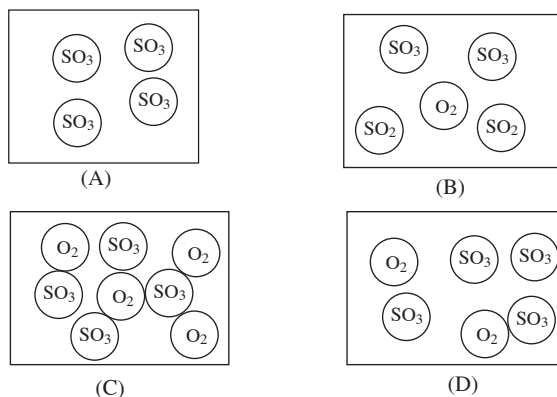 SO₃ SO₃
SO₃ SO₃
(A)
SO₃ SO₃
O₂
SO₂ SO₂
(B)
O₂ SO₃ O₂
SO₃ O₂ SO₃
SO₃ O₂
(C)
O₂ SO₃ SO₃
SO₃ O₂ SO₃
(D)